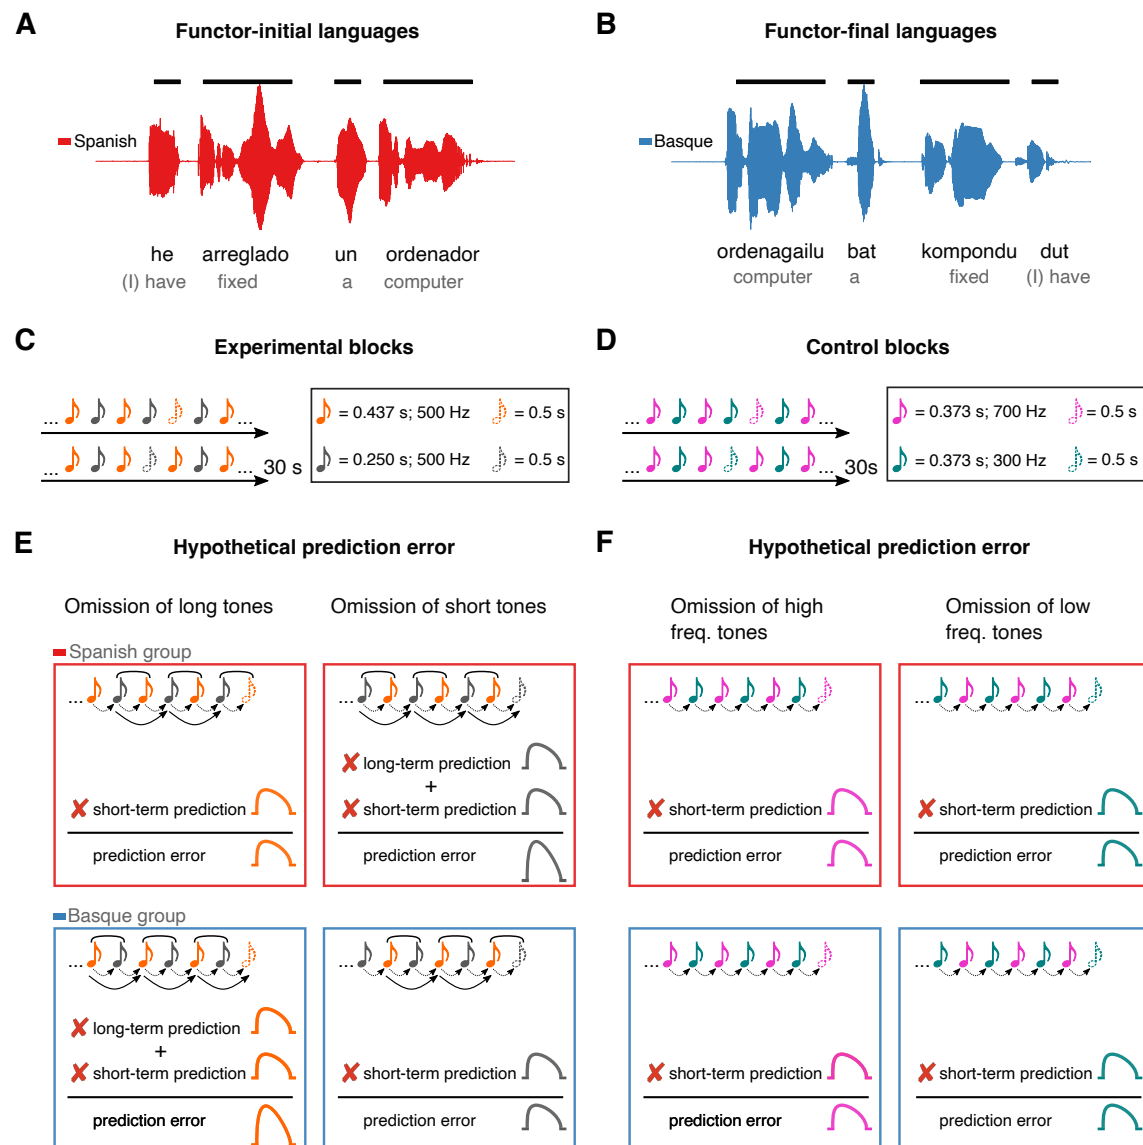 A
Functor-initial languages
Spanish
he arreglado un ordenador
(I) have fixed a computer
B
Functor-final languages
Basque
ordenagailu bat kompondu dut
computer a fixed (I) have
C
Experimental blocks
... ...
... ...
30 s
= 0.437 s; 500 Hz = 0.5 s
= 0.250 s; 500 Hz = 0.5 s
D
Control blocks
... ...
... ...
30s
= 0.373 s; 700 Hz = 0.5 s
= 0.373 s; 300 Hz = 0.5 s
E
Hypothetical prediction error
Omission of long tones
Omission of short tones
Spanish group
...
short-term prediction
prediction error
...
long-term prediction
+
short-term prediction
prediction error
Basque group
...
long-term prediction
+
short-term prediction
prediction error
...
short-term prediction
prediction error
F
Hypothetical prediction error
Omission of high
freq. tones
Omission of low
freq. tones
...
short-term prediction
prediction error
...
short-term prediction
prediction error
...
short-term prediction
prediction error
...
short-term prediction
prediction error